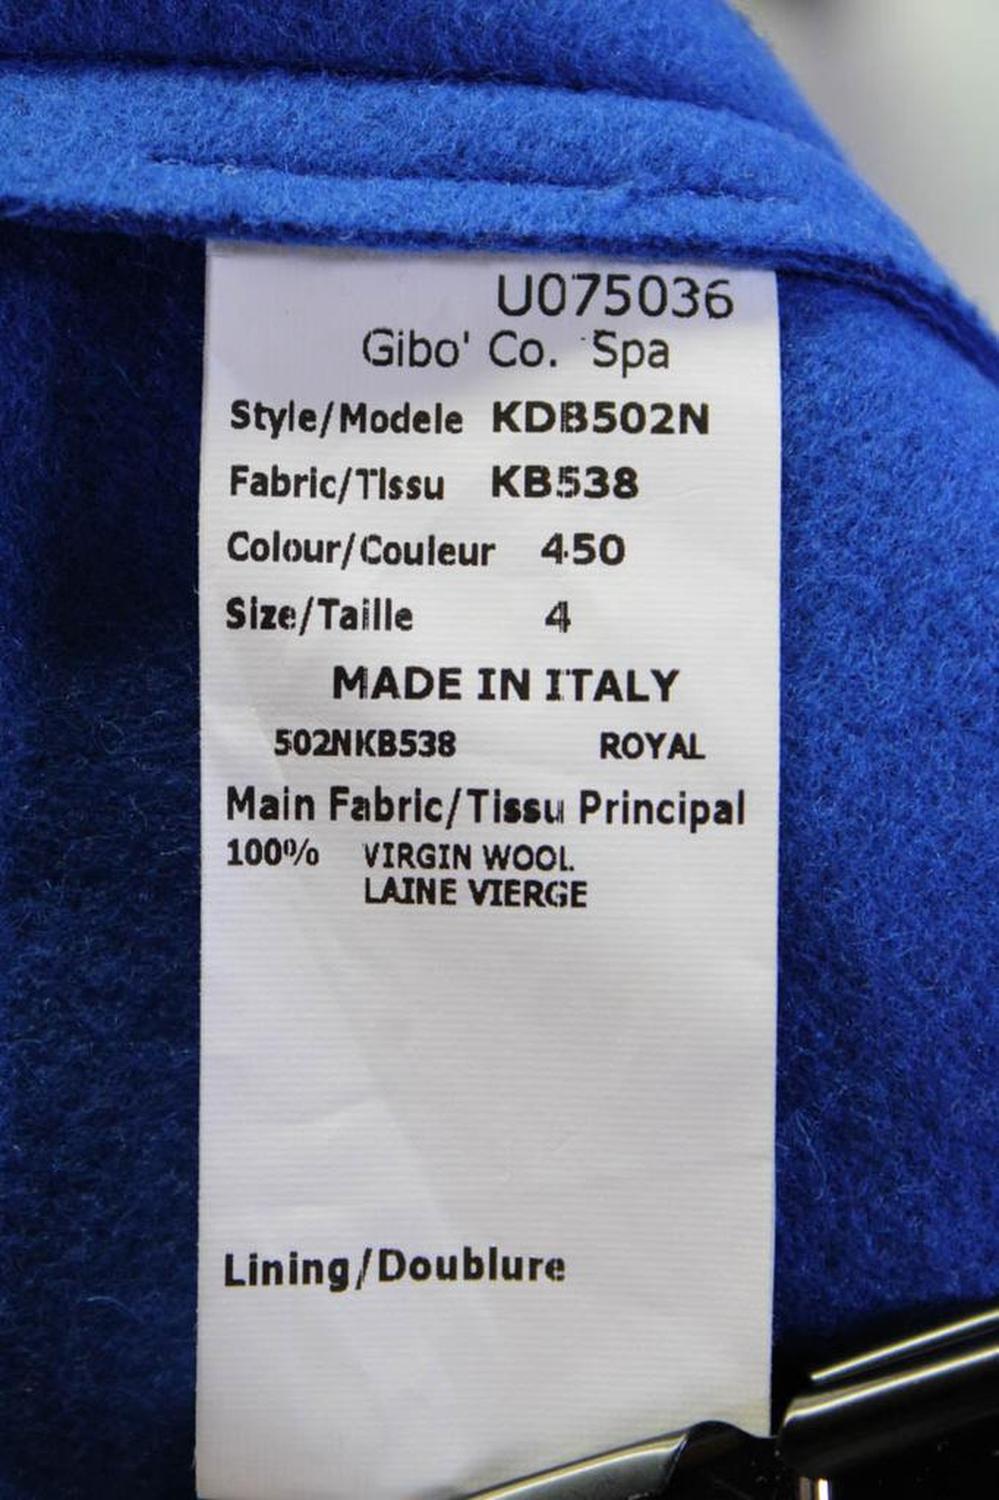 U075036
Gibo' Co. Spa
Style/Modele KDB502N
Fabric/Tissu KB538
Colour/Couleur 450
Size/Taille 4
MADE IN ITALY
502NKB538 ROYAL
Main Fabric/Tissu Principal
100% VIRGIN WOOL
LAINE VIERGE
Lining/Doublure